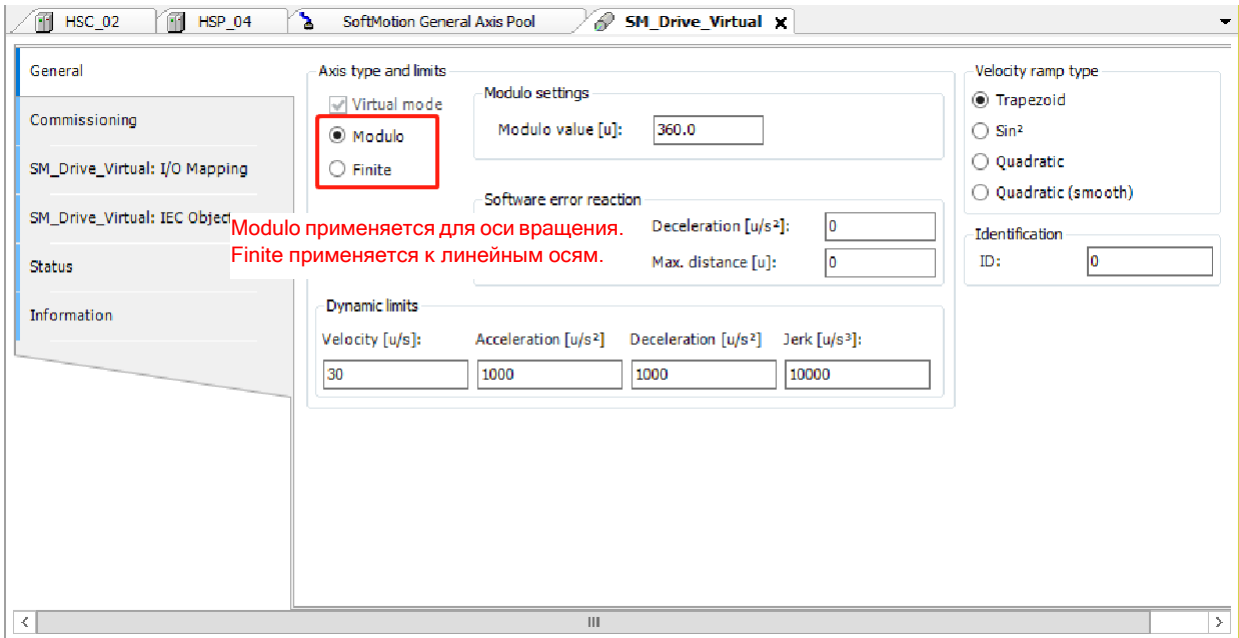 HSC_02
HSP_04
SoftMotion General Axis Pool
SM_Drive_Virtual
General
Commissioning
SM_Drive_Virtual: I/O Mapping
SM_Drive_Virtual: IEC Object
Status
Information
Axis type and limits
Virtual mode
Modulo
Finite
Modulo settings
Modulo value [u]: 360.0
Software error reaction
Deceleration [u/s²]: 0
Max. distance [u]: 0
Modulo применяется для оси вращения.
Finite применяется к линейным осям.
Dynamic limits
Velocity [u/s]: Acceleration [u/s²] Deceleration [u/s²] Jerk [u/s³]:
30 1000 1000 10000
Velocity ramp type
Trapezoid
Sin²
Quadratic
Quadratic (smooth)
Identification
ID: 0